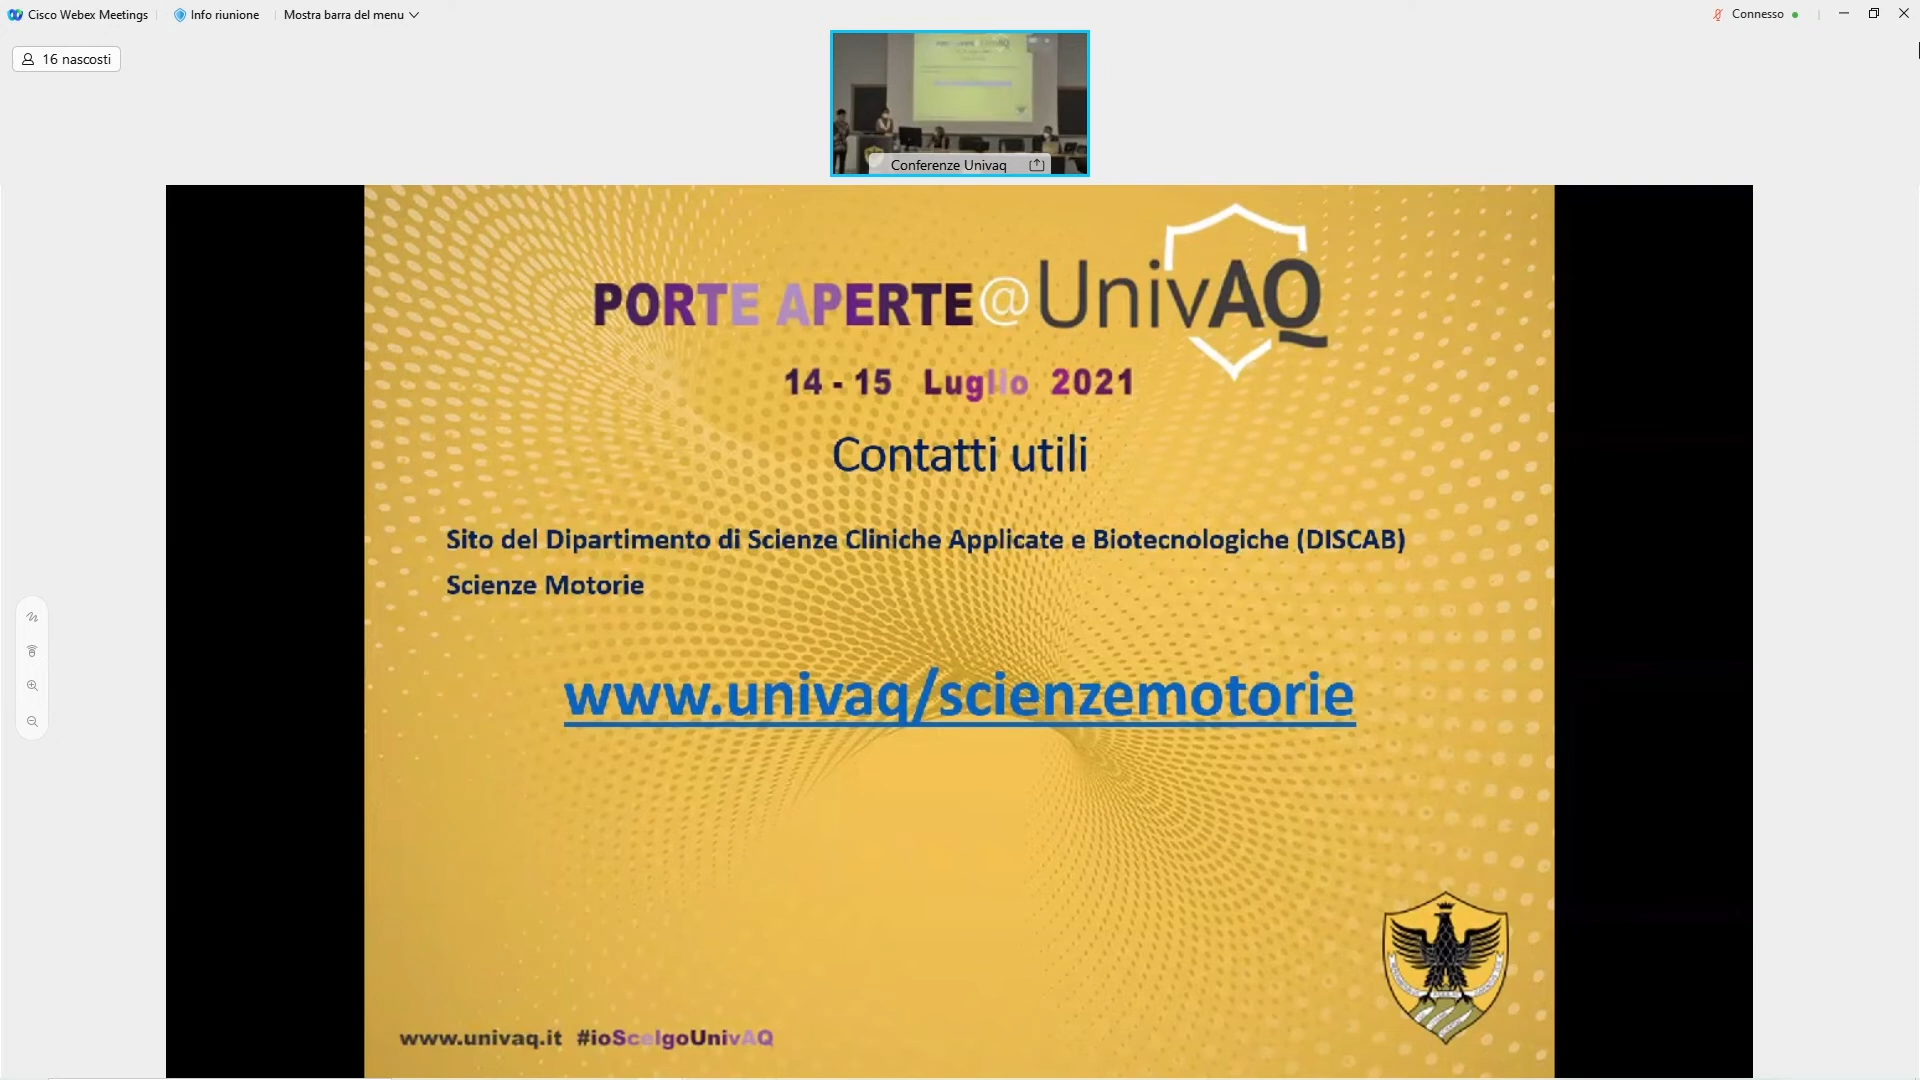 Cisco Webex Meetings Info riunione Mostra barra del menu Connesso
16 nascosti
Conferenze Univaq
PORTE APERTE@UnivAQ
14 - 15 Luglio 2021
Contatti utili
Sito del Dipartimento di Scienze Cliniche Applicate e Biotecnologiche (DISCAB)
Scienze Motorie
www.univaq/scienzemotorie
www.univaq.it #ioScelgoUnivAQ